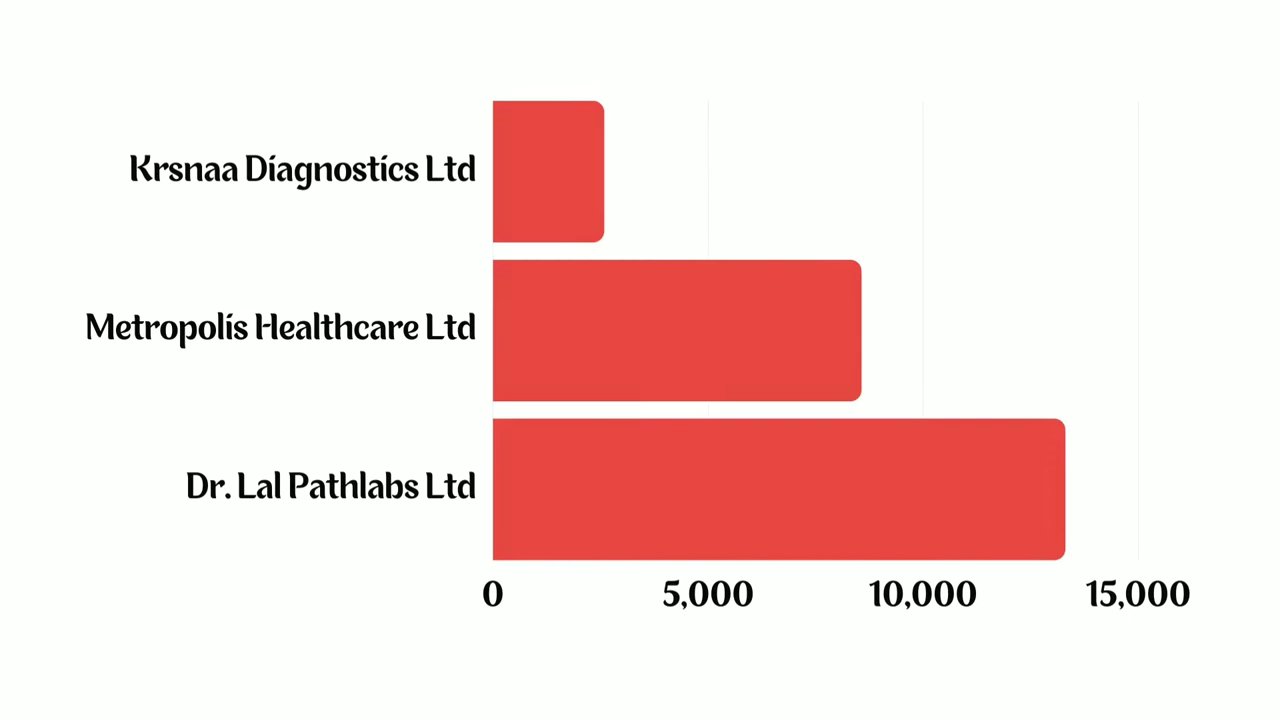 Krsnaa Diagnostics Ltd
Metropolis Healthcare Ltd
Dr. Lal Pathlabs Ltd
0 5,000 10,000 15,000